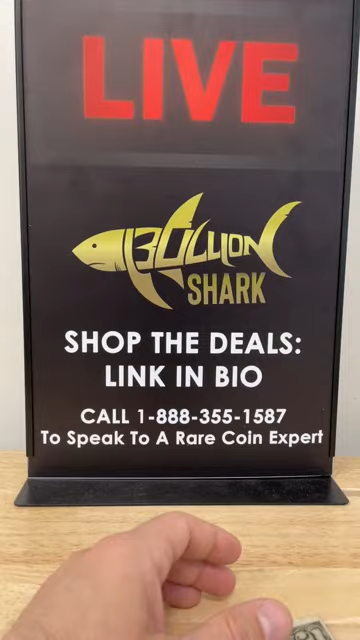 LIVE
BULLION
SHARK
SHOP THE DEALS:
LINK IN BIO
CALL 1-888-355-1587
To Speak To A Rare Coin Expert